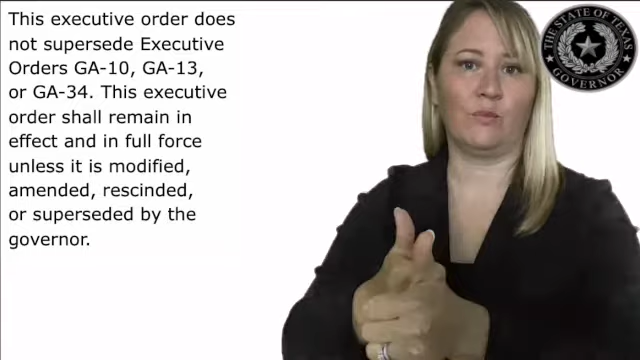 This executive order does
not supersede Executive
Orders GA-10, GA-13,
or GA-34. This executive
order shall remain in
effect and in full force
unless it is modified,
amended, rescinded,
or superseded by the
governor.
THE STATE OF TEXAS
GOVERNOR